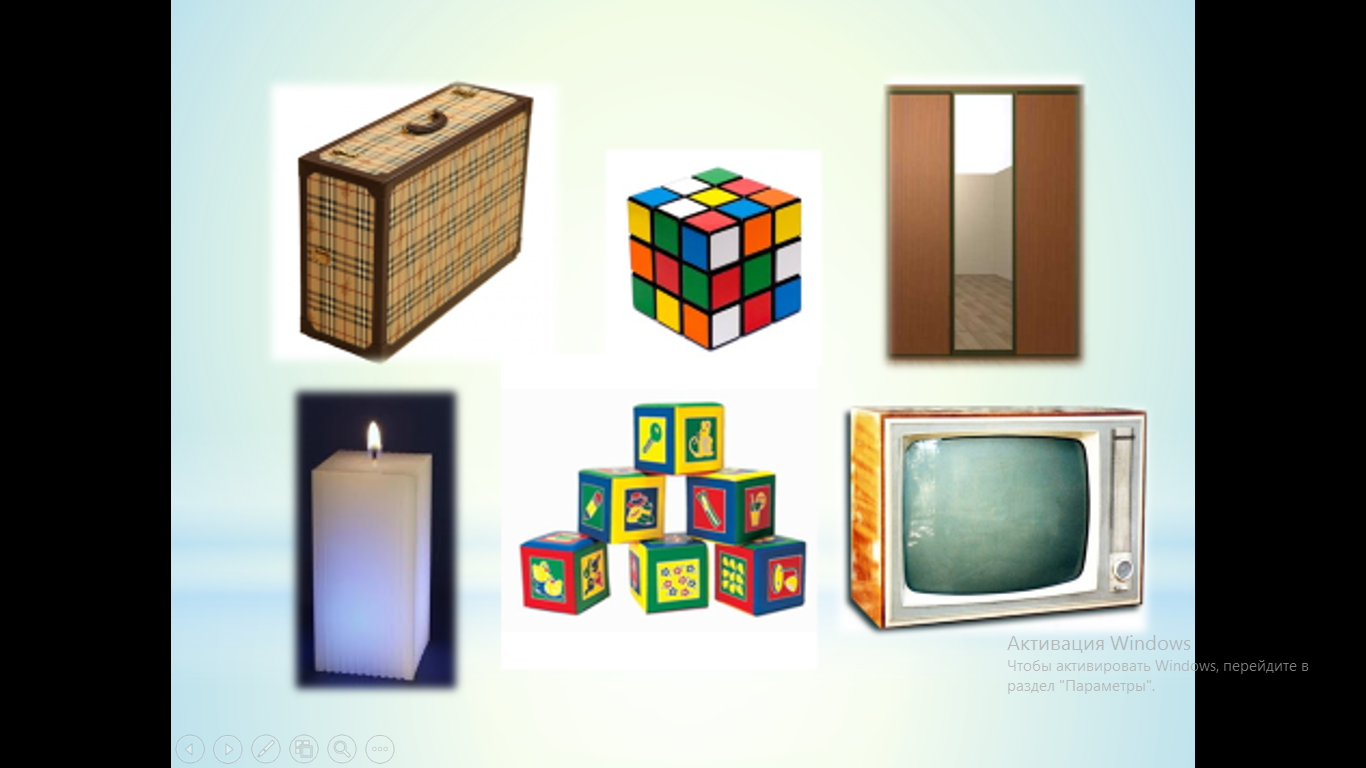 Активация Windows
Чтобы активировать Windows, перейдите в
раздел "Параметры".